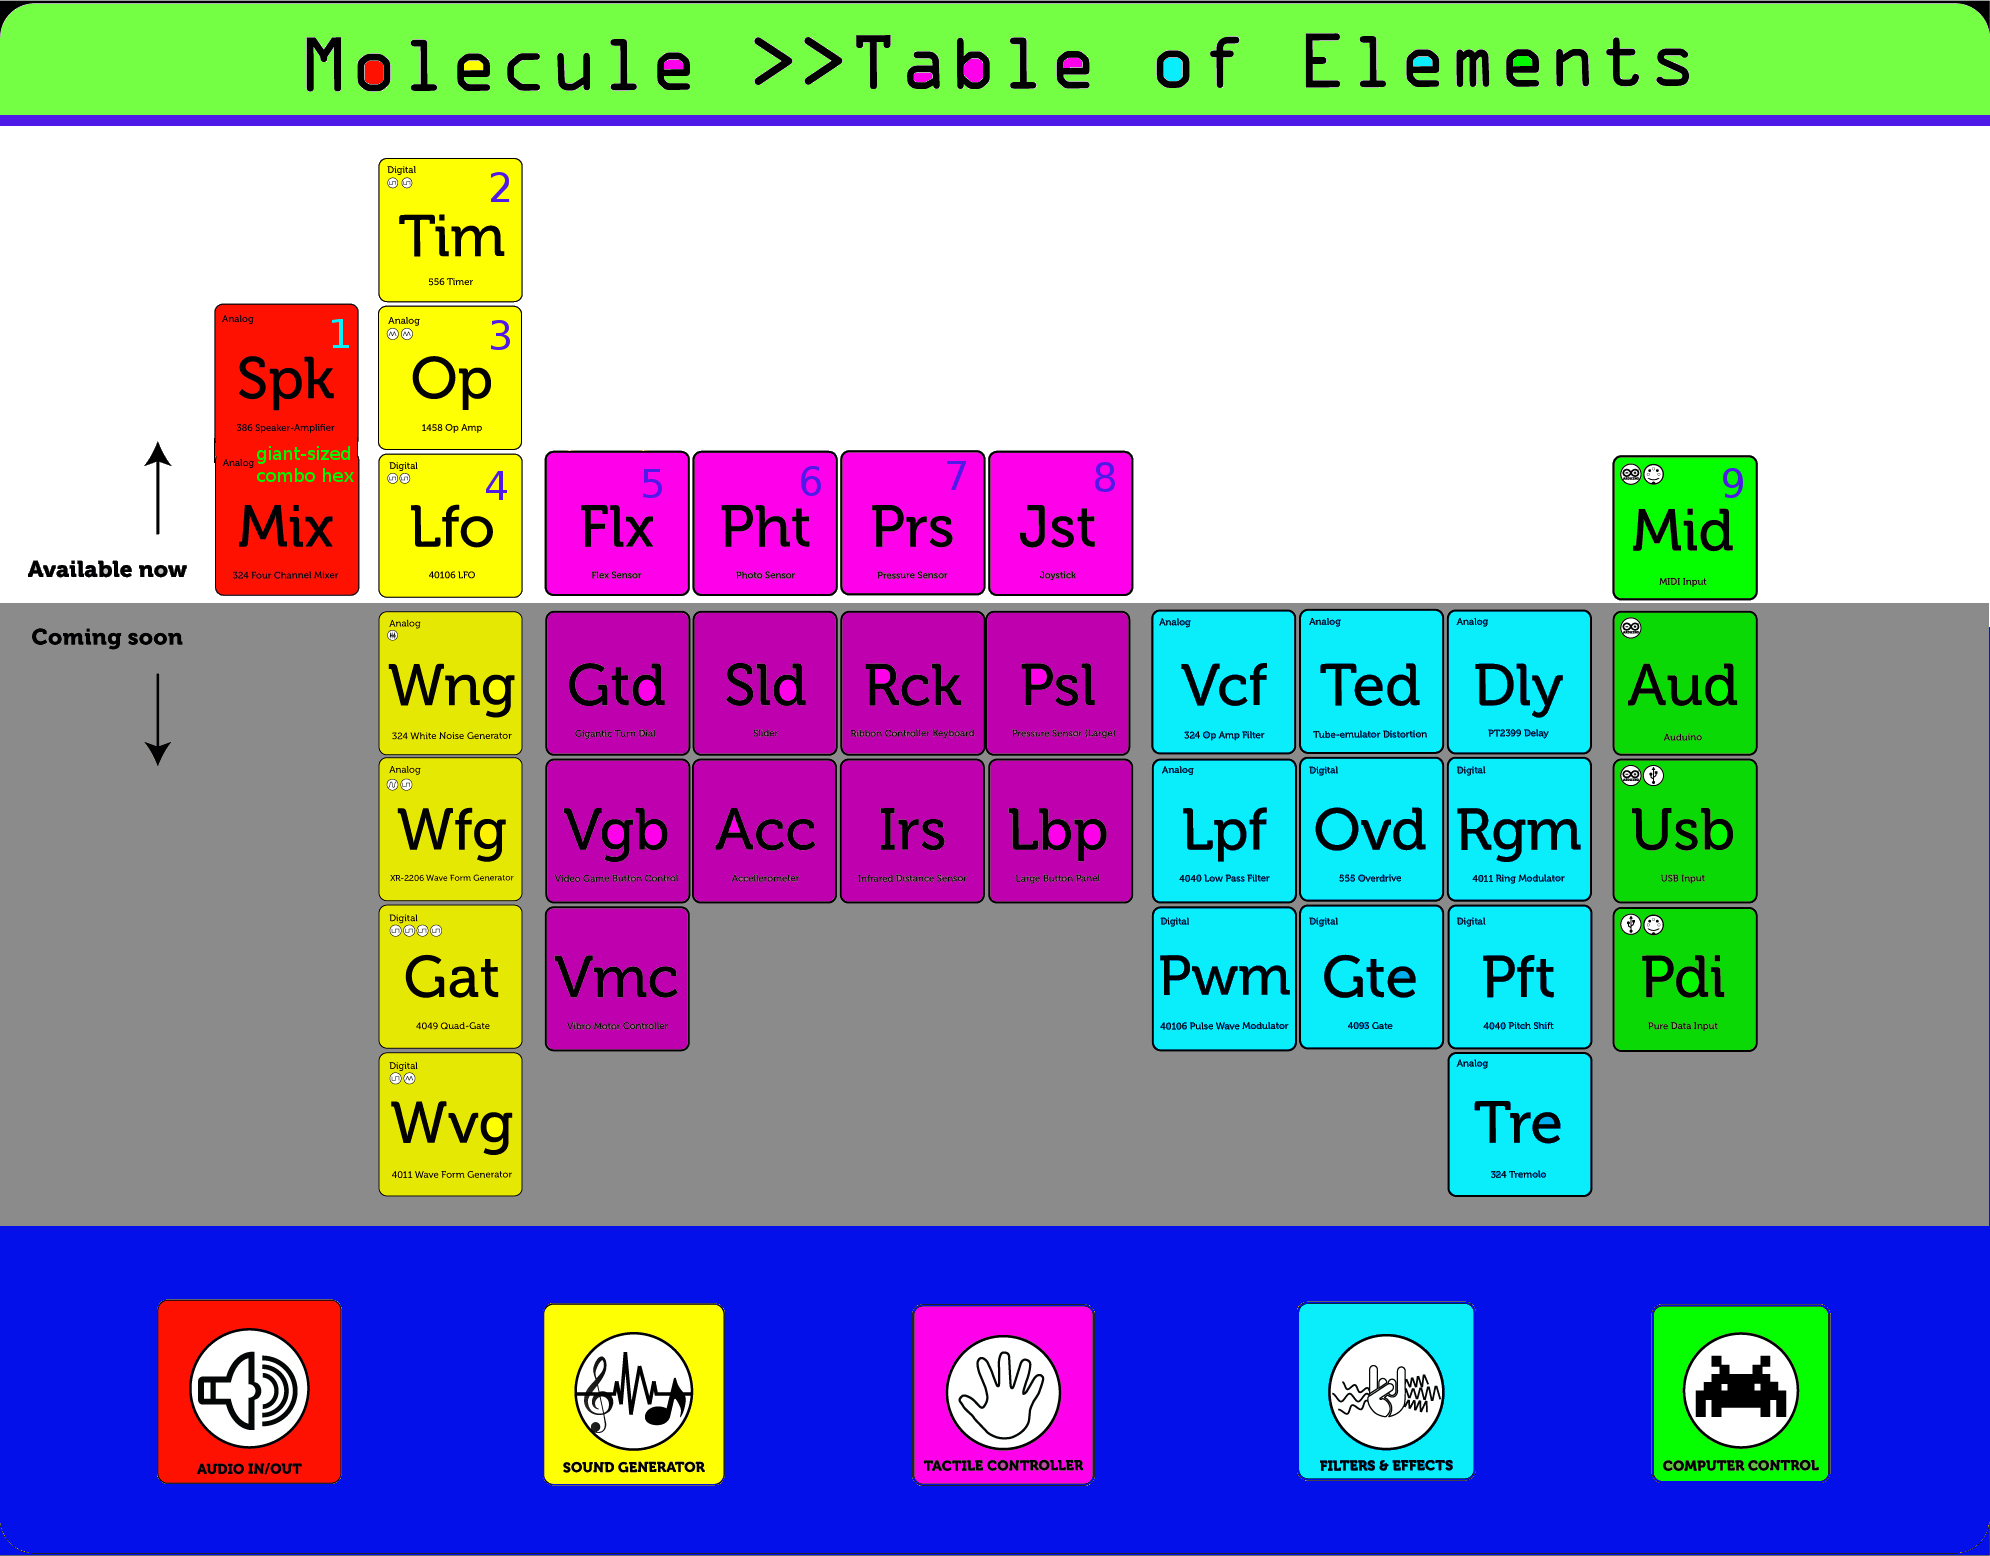 Molecule >>Table of Elements
Digital
2
Tim
556 Timer
Analog
1
Spk
386 Speaker-Amplifier
Analog
3
Op
1458 Op Amp
giant-sized
combo hex
Analog
Mix
324 Four Channel Mixer
Digital
4
Lfo
40106 LFO
5
Flx
Flex Sensor
6
Pht
Photo Sensor
7
Prs
Pressure Sensor
8
Jst
Joystick
9
Mid
MIDI Input
Available now
Coming soon
Analog
Wng
324 White Noise Generator
Gtd
Gigantic Turn Dial
Sld
Slider
Rck
Ribbon Controller Keyboard
Psl
Pressure Sensor (Large)
Analog
Vcf
324 Op Amp Filter
Analog
Ted
Tube-emulator Distortion
Analog
Dly
PT2399 Delay
Aud
Auduino
Analog
Wfg
XR-2206 Wave Form Generator
Vgb
Video Game Button Control
Acc
Accellerometer
Irs
Infrared Distance Sensor
Lbp
Large Button Panel
Analog
Lpf
4040 Low Pass Filter
Digital
Ovd
555 Overdrive
Digital
Rgm
4011 Ring Modulator
Usb
USB Input
Digital
Gat
4049 Quad-Gate
Vmc
Vibro Motor Controller
Digital
Pwm
40106 Pulse Wave Modulator
Digital
Gte
4093 Gate
Digital
Pft
4040 Pitch Shift
Pdi
Pure Data Input
Digital
Wvg
4011 Wave Form Generator
Analog
Tre
324 Tremolo
AUDIO IN/OUT
SOUND GENERATOR
TACTILE CONTROLLER
FILTERS & EFFECTS
COMPUTER CONTROL